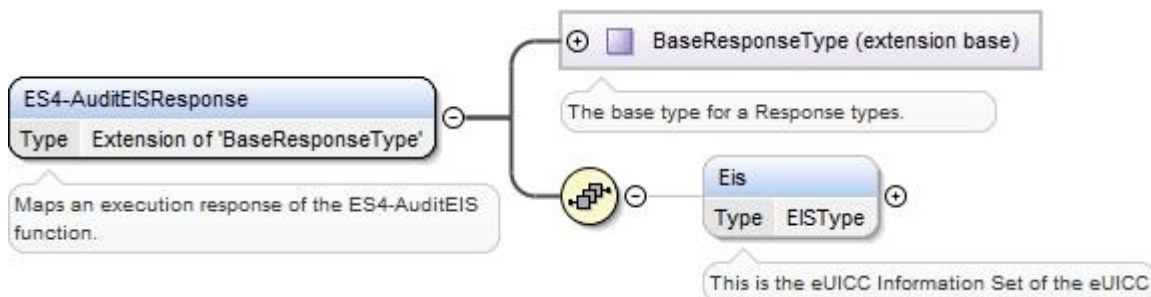 BaseResponseType (extension base)
The base type for a Response types.
ES4-AuditEISResponse
Type Extension of 'BaseResponseType'
Maps an execution response of the ES4-AuditEIS
function.
Eis
Type EISType
This is the eUICC Information Set of the eUICC